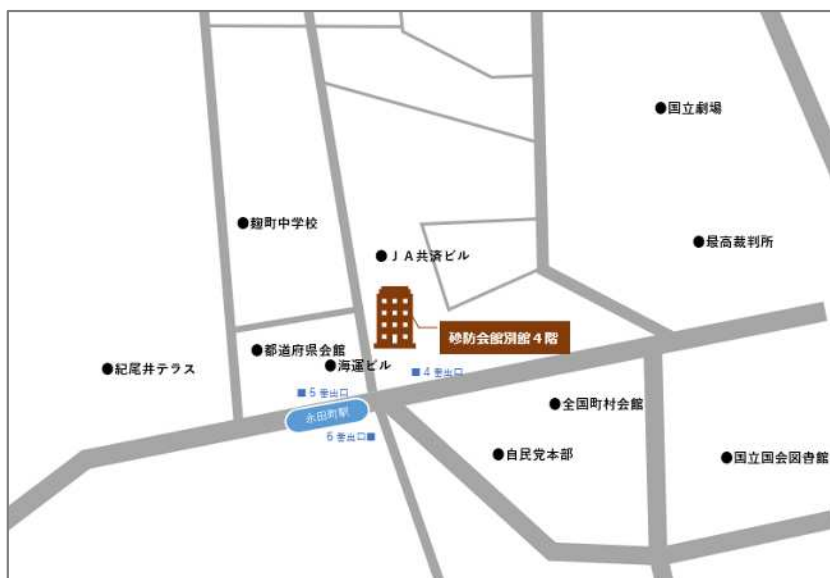 ●国立劇場
●麹町中学校
●最高裁判所
●ＪＡ共済ビル
砂防会館別館４階
●都道府県会館
●海運ビル
●紀尾井テラス
■４番出口
■５番出口
永田町駅
６番出口■
●全国町村会館
●自民党本部
●国立国会図書館